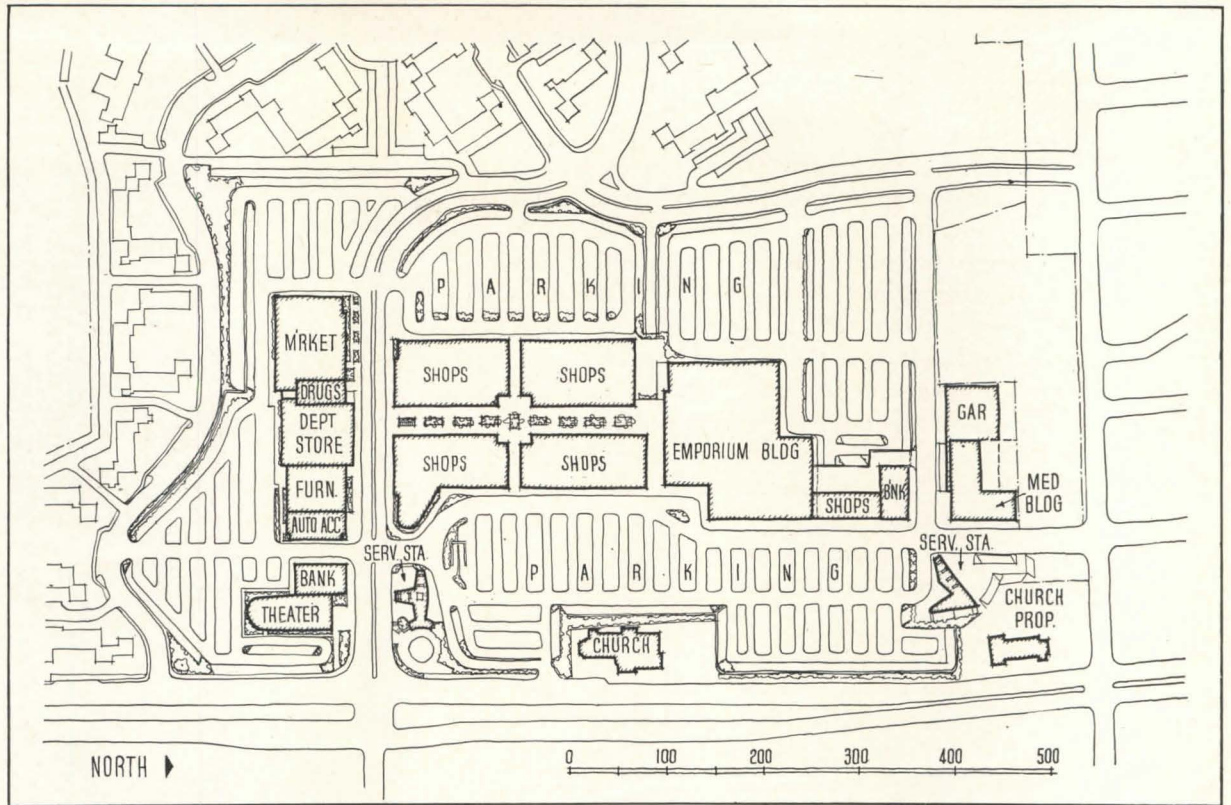 P A R K I N G
M'RKET
DRUGS
DEPT
STORE
FURN.
AUTO ACC.
SHOPS
SHOPS
SHOPS
SHOPS
EMPORIUM BLDG
SHOPS
B'NK
GAR
MED
BLDG
SERV. STA.
SERV. STA.
BANK
THEATER
P A R K I N G
CHURCH
CHURCH
PROP.
NORTH
0 100 200 300 400 500